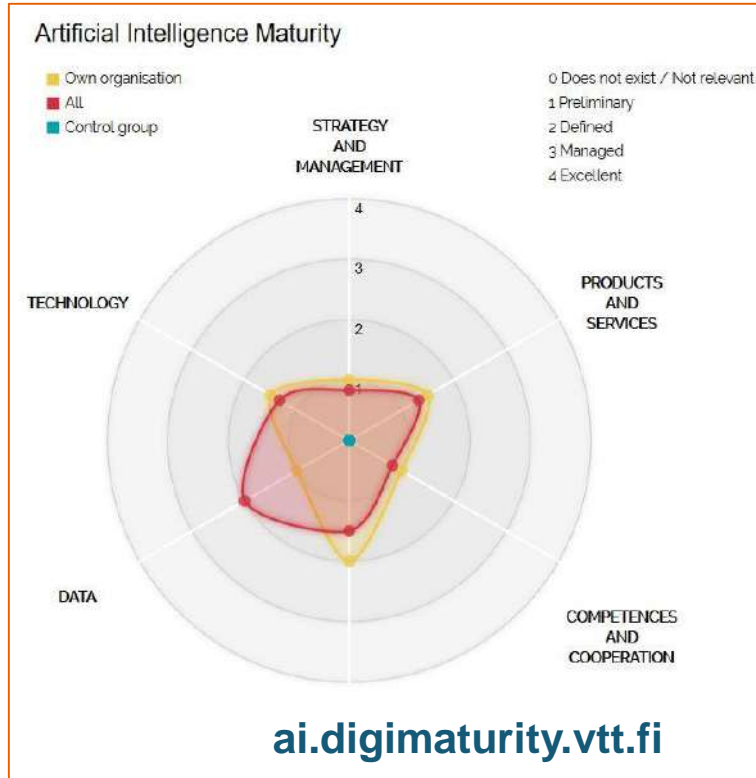 Artificial Intelligence Maturity
Own organisation
All
Control group
0 Does not exist / Not relevant
1 Preliminary
2 Defined
3 Managed
4 Excellent
STRATEGY
AND
MANAGEMENT
4
3
2
1
PRODUCTS
AND
SERVICES
TECHNOLOGY
DATA
COMPETENCES
AND
COOPERATION
ai.digimaturity.vtt.fi